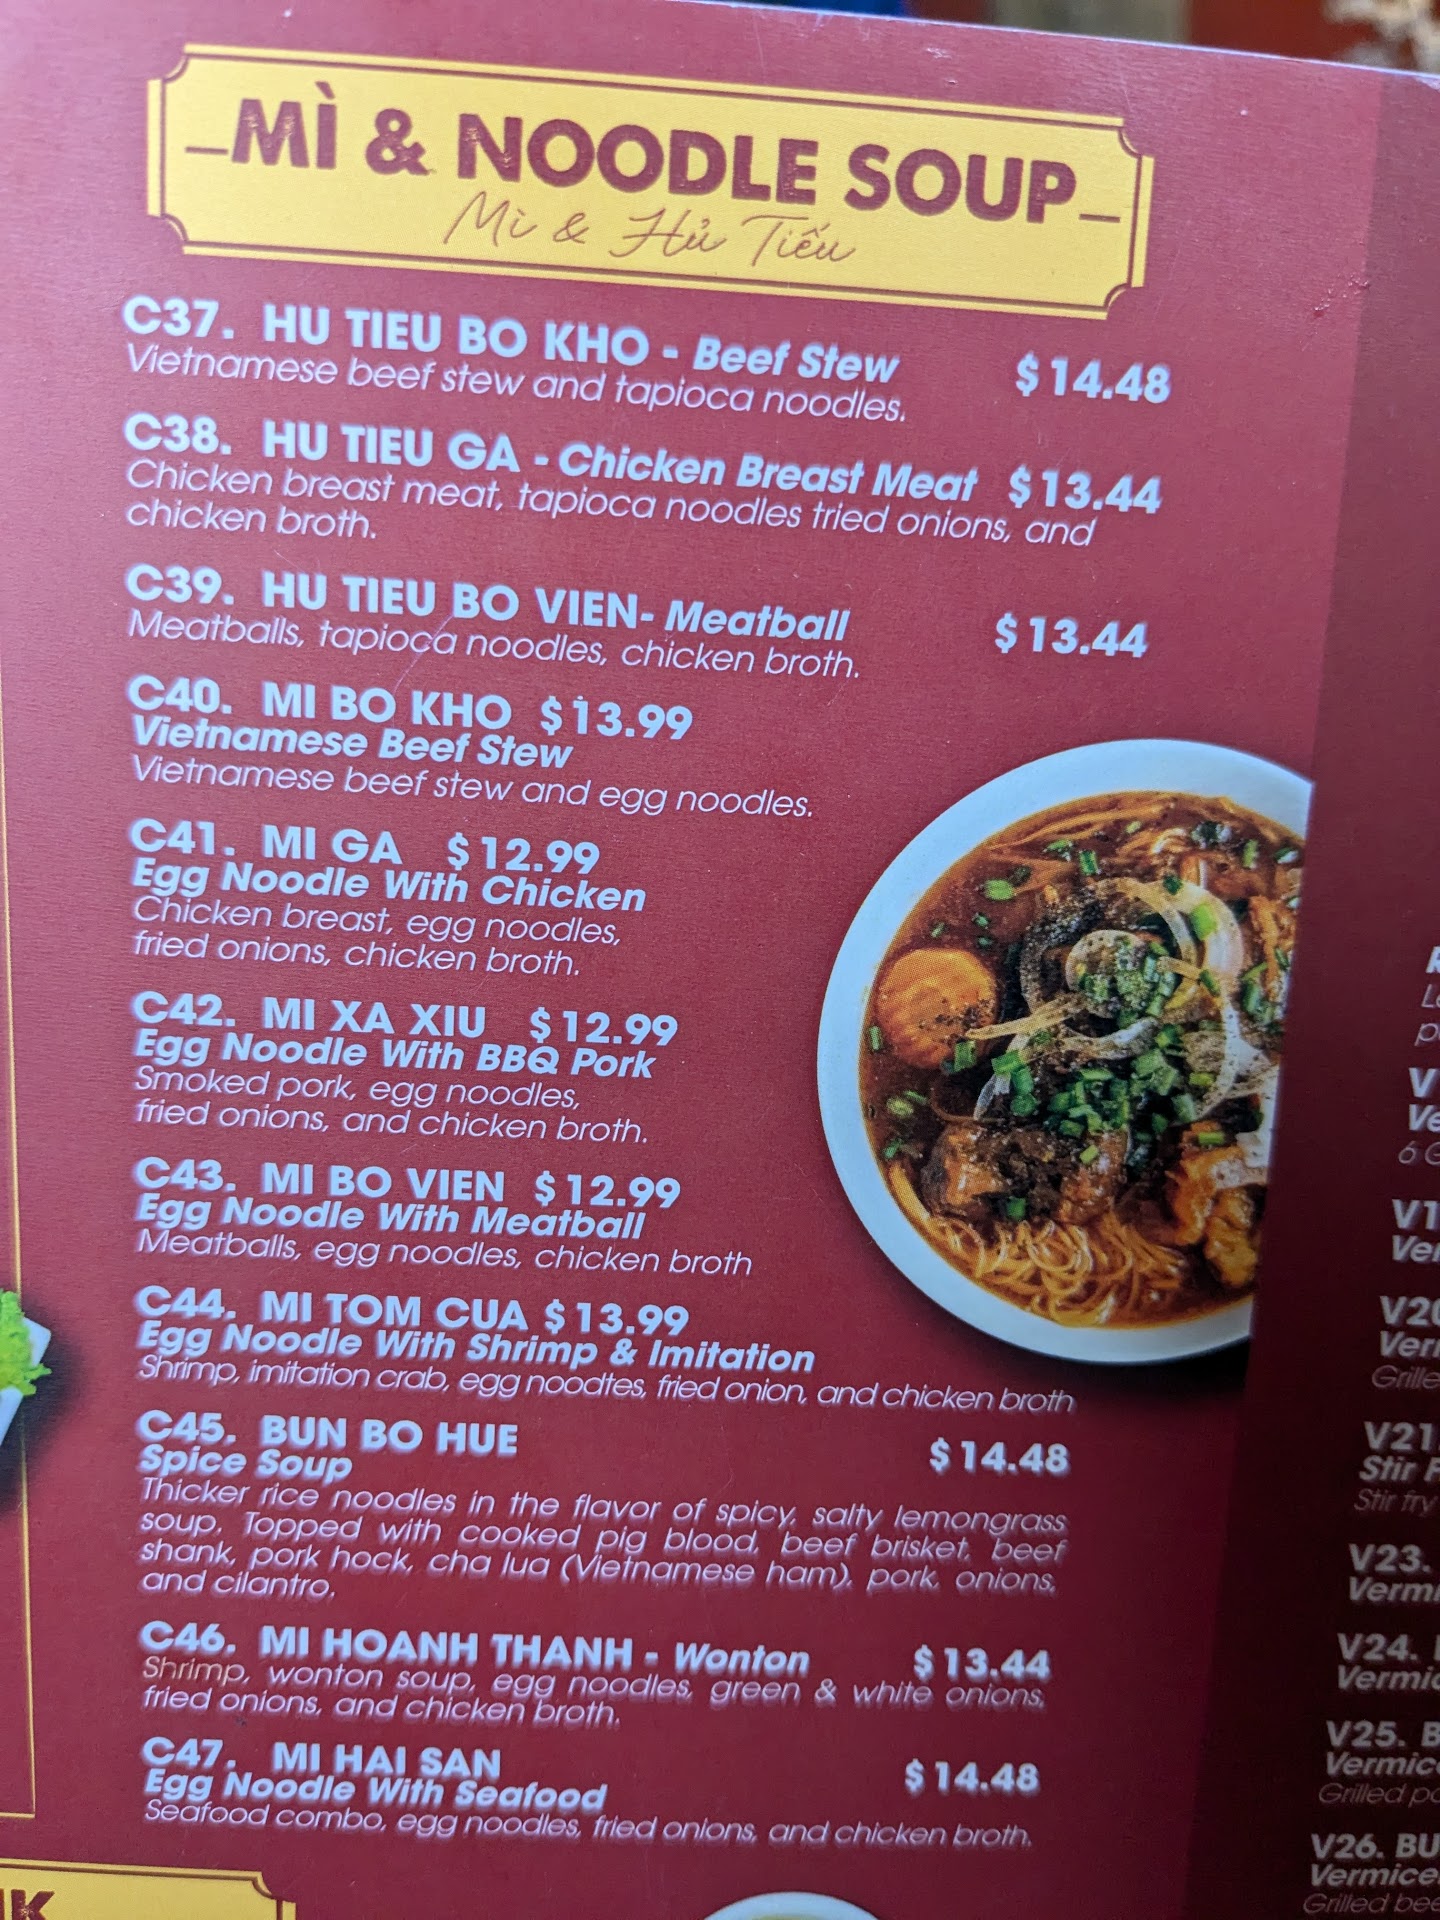 MÌ & NOODLE SOUP
Mì & Hủ Tiếu
C37. HU TIEU BO KHO - Beef Stew $14.48
Vietnamese beef stew and tapioca noodles.
C38. HU TIEU GA - Chicken Breast Meat $13.44
Chicken breast meat, tapioca noodles tried onions, and
chicken broth.
C39. HU TIEU BO VIEN- Meatball $13.44
Meatballs, tapioca noodles, chicken broth.
C40. MI BO KHO $13.99
Vietnamese Beef Stew
Vietnamese beef stew and egg noodles.
C41. MI GA $12.99
Egg Noodle With Chicken
Chicken breast, egg noodles,
fried onions, chicken broth.
C42. MI XA XIU $12.99
Egg Noodle With BBQ Pork
Smoked pork, egg noodles,
fried onions, and chicken broth.
C43. MI BO VIEN $12.99
Egg Noodle With Meatball
Meatballs, egg noodles, chicken broth
C44. MI TOM CUA $13.99
Egg Noodle With Shrimp & Imitation
Shrimp, imitation crab, egg noodtes, fried onion, and chicken broth
C45. BUN BO HUE $14.48
Spice Soup
Thicker rice noodles in the flavor of spicy, salty lemongrass
soup. Topped with cooked pig blood, beef brisket, beef
shank, pork hock, cha lua (Vietnamese ham), pork, onions,
and cilantro.
C46. MI HOANH THANH - Wonton $13.44
Shrimp, wonton soup, egg noodles, green & white onions,
fried onions, and chicken broth.
C47. MI HAI SAN $14.48
Egg Noodle With Seafood
Seafood combo, egg noodles, fried onions, and chicken broth.
6
V21.
Stir
Stir fry
V23.
V24.
V25.
Grilled
V26. BU
Grilled